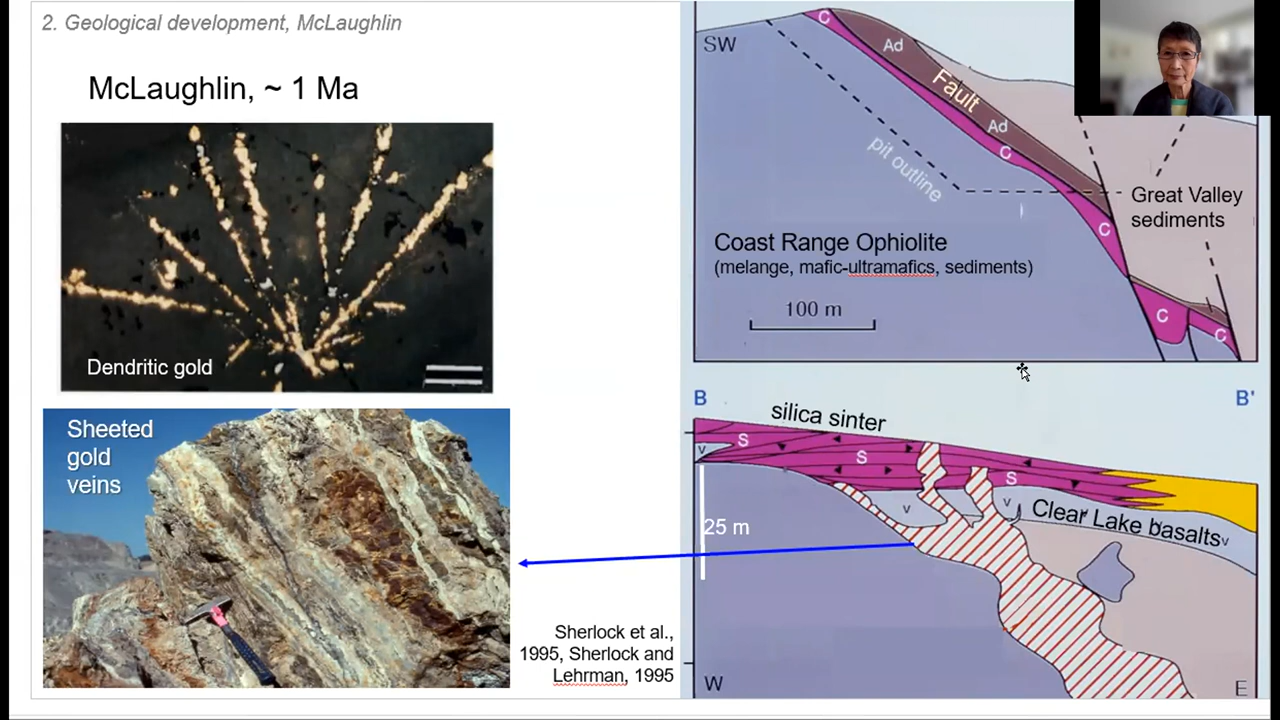 2. Geological development, McLaughlin
McLaughlin, ~ 1 Ma
Dendritic gold
Sheeted
gold
veins
Sherlock et al.,
1995, Sherlock and
Lehrman, 1995
SW
C
Ad
Fault
Ad
C
pit outline
Great Valley
sediments
C
Coast Range Ophiolite
(melange, mafic-ultramafics, sediments)
100 m
C
C
B
B'
silica sinter
S
v
S
S
v
v
Clear Lake basalts
v
25 m
W
E